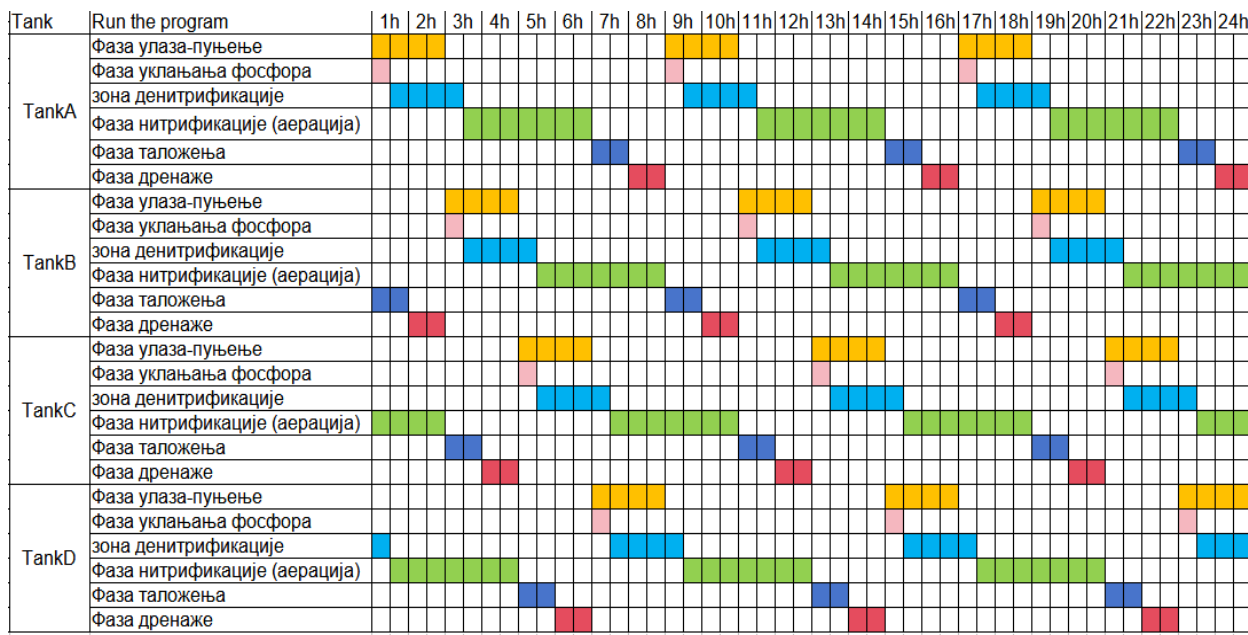 Tank Run the program 1h 2h 3h 4h 5h 6h 7h 8h 9h 10h 11h 12h 13h 14h 15h 16h 17h 18h 19h 20h 21h 22h 23h 24h
TankA
Фаза улаза-пуњење
Фаза уклањања фосфора
зона денитрификације
Фаза нитрификације (аерација)
Фаза таложења
Фаза дренаже
TankB
Фаза улаза-пуњење
Фаза уклањања фосфора
зона денитрификације
Фаза нитрификације (аерација)
Фаза таложења
Фаза дренаже
TankC
Фаза улаза-пуњење
Фаза уклањања фосфора
зона денитрификације
Фаза нитрификације (аерација)
Фаза таложења
Фаза дренаже
TankD
Фаза улаза-пуњење
Фаза уклањања фосфора
зона денитрификације
Фаза нитрификације (аерација)
Фаза таложења
Фаза дренаже